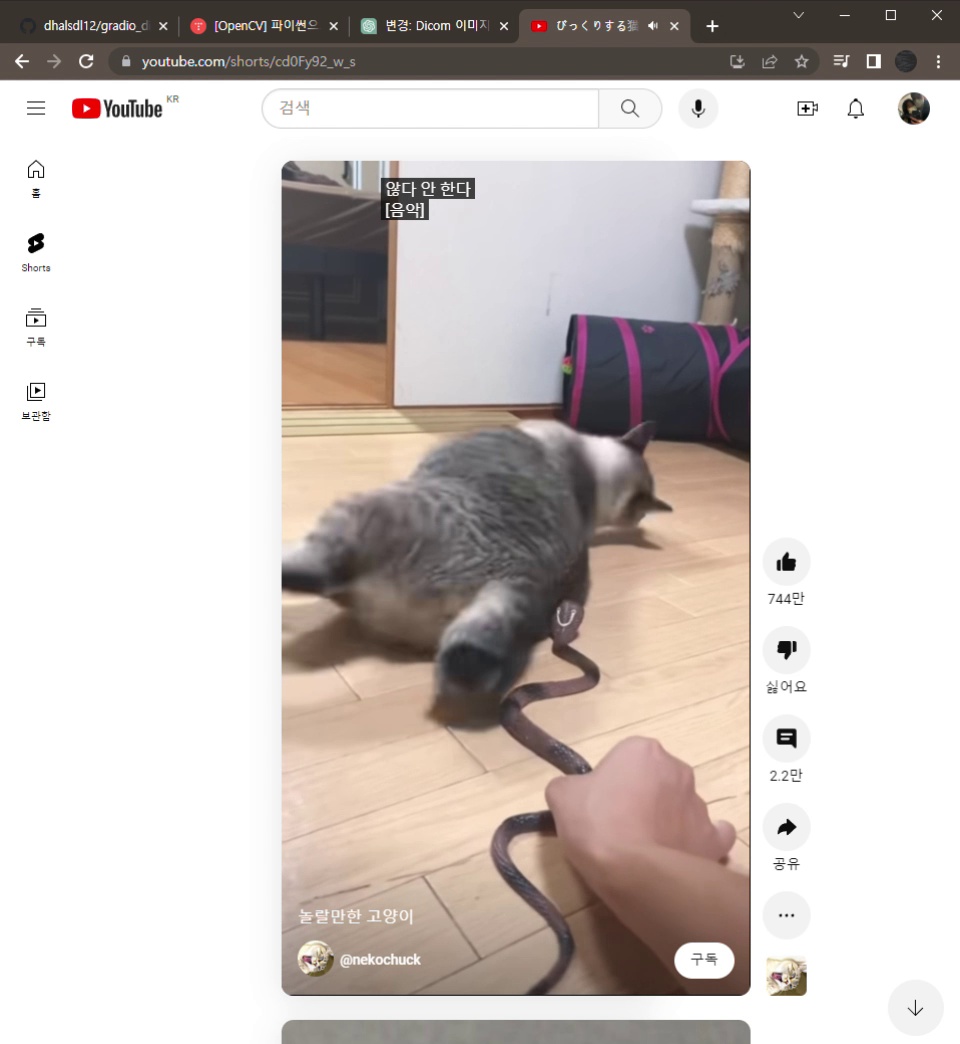 dhalsdl12/gradio_d
[OpenCV] 파이썬으
변경: Dicom 이미지
びっくりする猫
youtube.com/shorts/cd0Fy92_w_s
YouTube KR
검색
홈
Shorts
구독
보관함
않다 안 한다
[음악]
744만
싫어요
2.2만
공유
놀랄만한 고양이
@nekochuck
구독